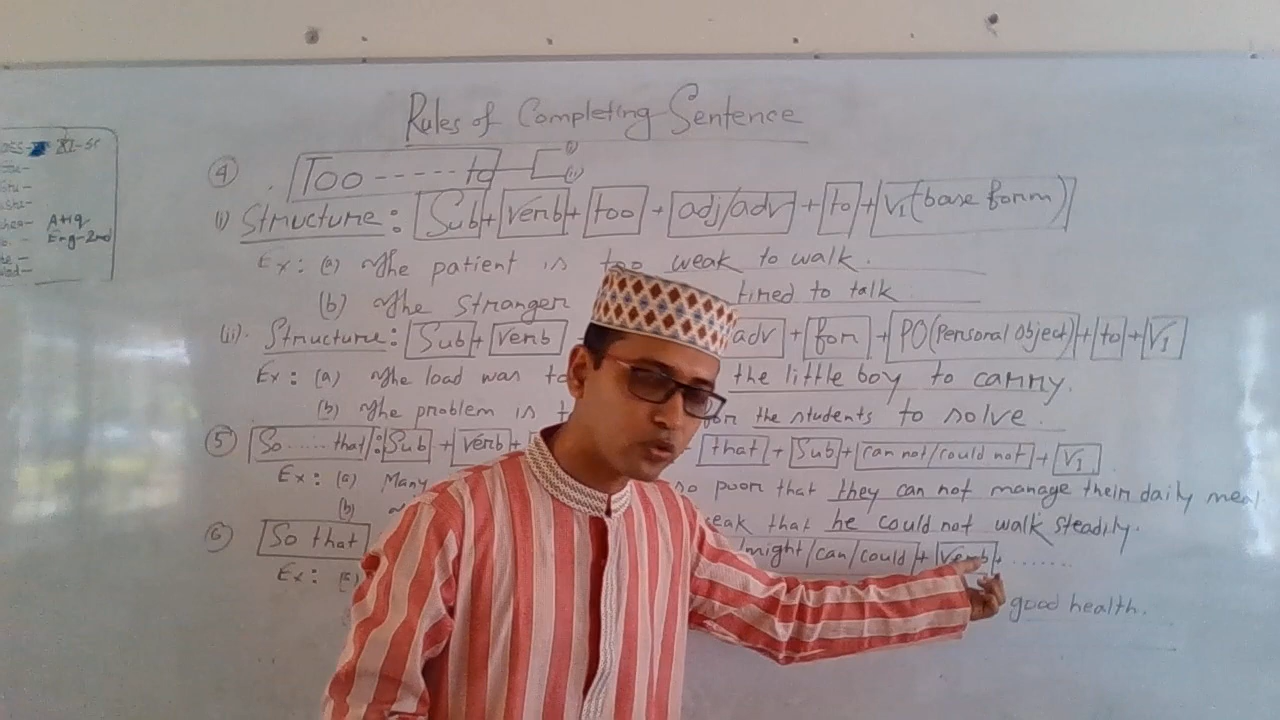 Rules of Completing Sentence
④ Too ----- to (i) (ii)
(i) Structure: Sub + Verb + too + adj/adv + to + V1 (base form)
Ex: (a) The patient is too weak to walk.
(b) The stranger tired to talk
(ii). Structure: Sub + Verb adv + for + PO (Personal Object) + to + V1
Ex: (a) The load was the little boy to carry.
(b) The problem is for the students to solve.
⑤ So ..... that: Sub + verb + that + Sub + can not/could not + V1
Ex: (a) Many so poor that they can not manage their daily meal
(b) that he could not walk steadily.
⑥ So that /might/can/could + Verb + .......
Ex: good health.
XI-Sc
Atiq
Eng-2nd